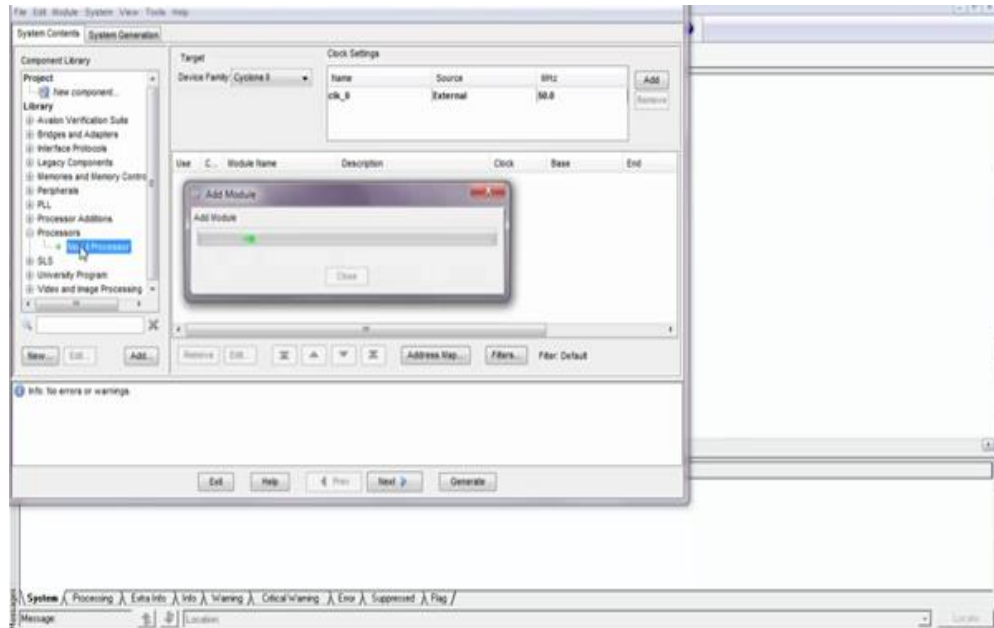 File Edit Module System View Tools Help
System Contents System Generation
Component Library
Project
New component...
Library
Avalon Verification Suite
Bridges and Adapters
Interface Protocols
Legacy Components
Memories and Memory Contro
Peripherals
PLL
Processor Additions
Processors
Processor
SLS
University Program
Video and Image Processing
New... Edit... Add...
Target
Device Family: Cyclone II
Clock Settings
Name Source MHz
clk_0 External 50.0
Add
Remove
Use C... Module Name Description Clock Base End
Add Module
Add Module
Close
Remove Edit... Address Map... Filters... Filter: Default
Info: No errors or warnings.
Exit Help Prev Next Generate
System Processing Extra Info Info Warning Critical Warning Error Suppressed Flag
Messages
Message: Location: Locate